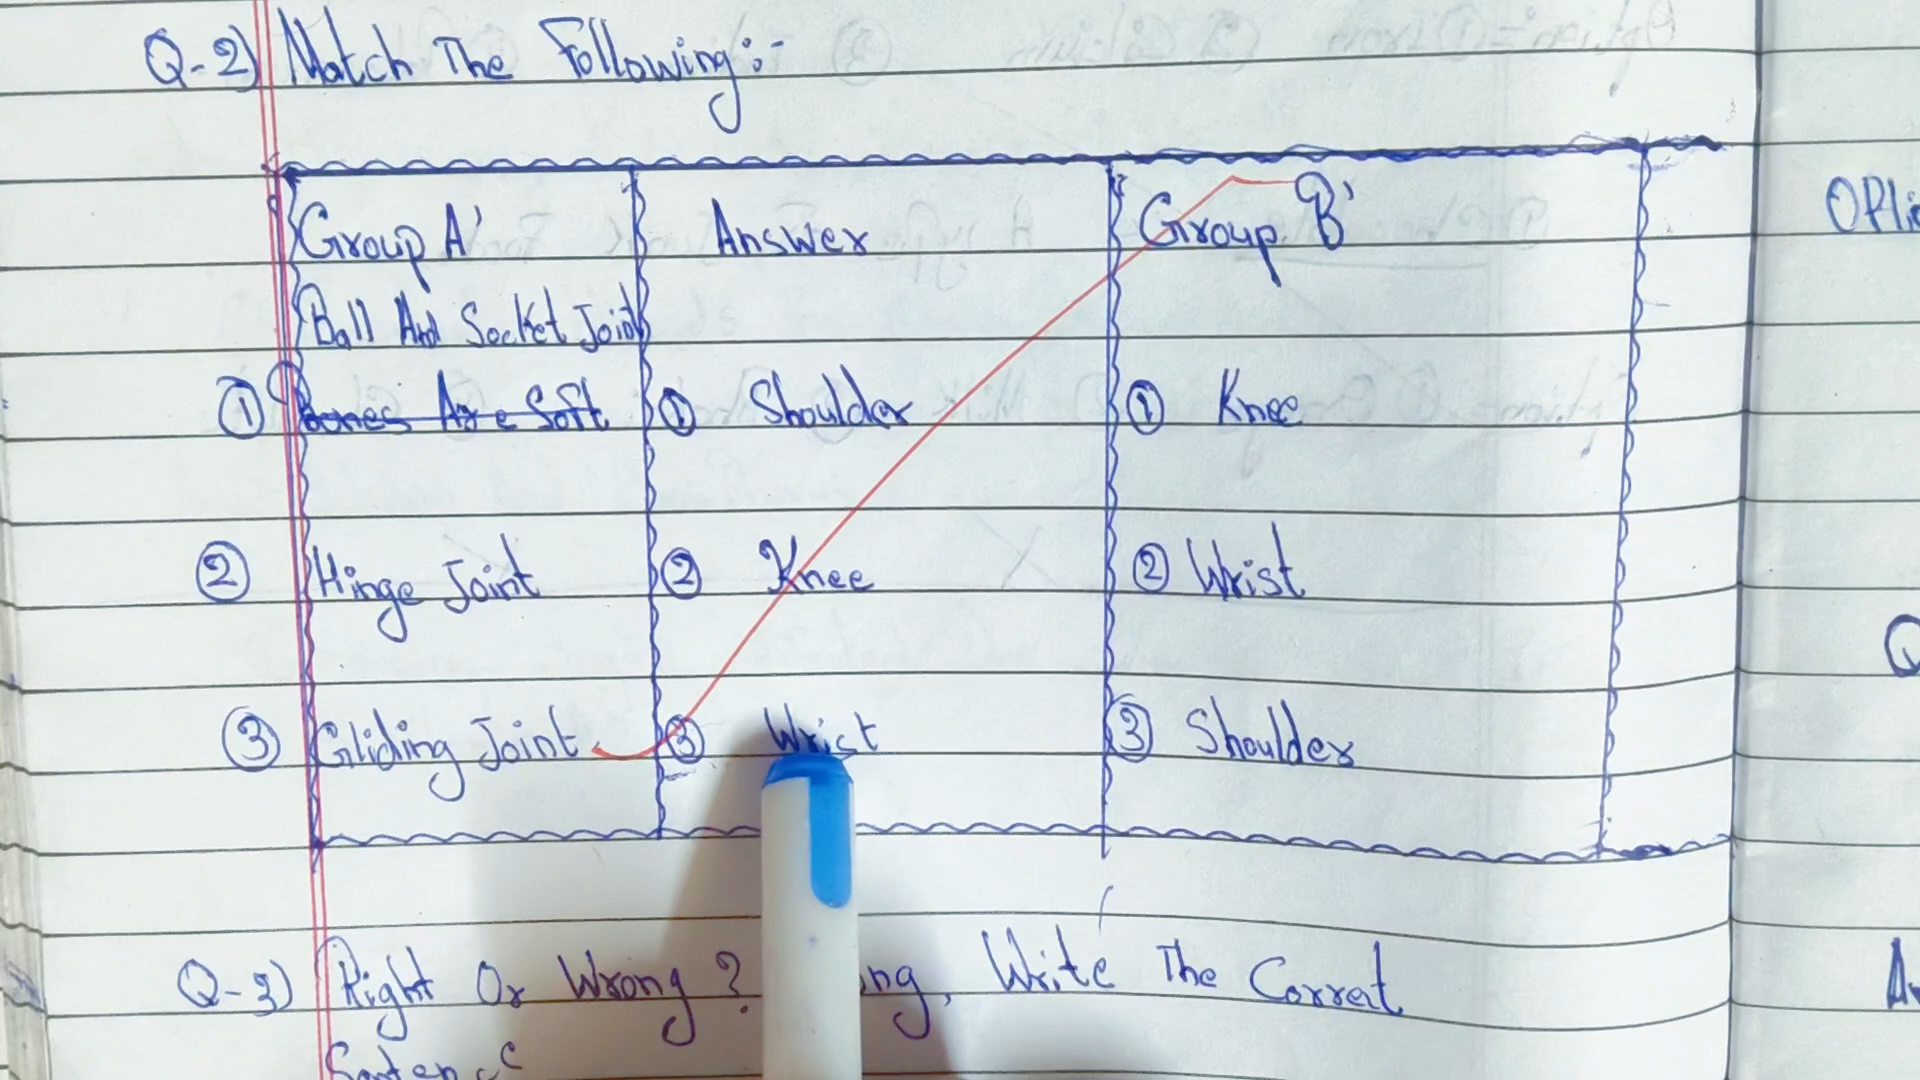 Q-2) Match The Following:-
Group A' Answer Group B'
Ball And Socket Joint
① Bones Are Soft ① Shoulder ① Knee
② Hinge Joint ② Knee ② Wrist
③ Gliding Joint ③ Wrist ③ Shoulder
Q-3) Right Or Wrong? ng, Write The Correct
Sentence